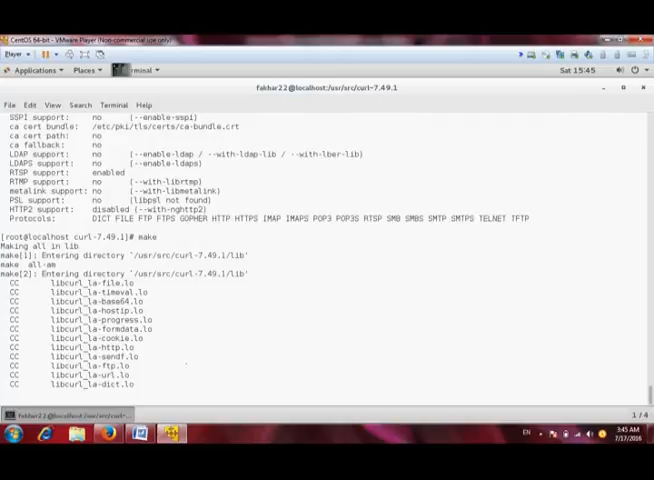 CentOS 64-bit - VMware Player (Non-commercial use only)
Player
Applications Places Terminal Sat 15:45
fakhar22@localhost:/usr/src/curl-7.49.1
File Edit View Search Terminal Help
SSPI support: no (--enable-sspi)
ca cert bundle: /etc/pki/tls/certs/ca-bundle.crt
ca cert path: no
ca fallback: no
LDAP support: no (--enable-ldap / --with-ldap-lib / --with-lber-lib)
LDAPS support: no (--enable-ldaps)
RTSP support: enabled
RTMP support: no (--with-librtmp)
metalink support: no (--with-libmetalink)
PSL support: no (libpsl not found)
HTTP2 support: disabled (--with-nghttp2)
Protocols: DICT FILE FTP FTPS GOPHER HTTP HTTPS IMAP IMAPS POP3 POP3S RTSP SMB SMBS SMTP SMTPS TELNET TFTP
[root@localhost curl-7.49.1]# make
Making all in lib
make[1]: Entering directory `/usr/src/curl-7.49.1/lib'
make all-am
make[2]: Entering directory `/usr/src/curl-7.49.1/lib'
CC libcurl_la-file.lo
CC libcurl_la-timeval.lo
CC libcurl_la-base64.lo
CC libcurl_la-hostip.lo
CC libcurl_la-progress.lo
CC libcurl_la-formdata.lo
CC libcurl_la-cookie.lo
CC libcurl_la-http.lo
CC libcurl_la-sendf.lo
CC libcurl_la-ftp.lo
CC libcurl_la-url.lo
CC libcurl_la-dict.lo
fakhar22@localhost:/usr/src/curl-... 1 / 4
EN 3:45 AM
7/17/2016